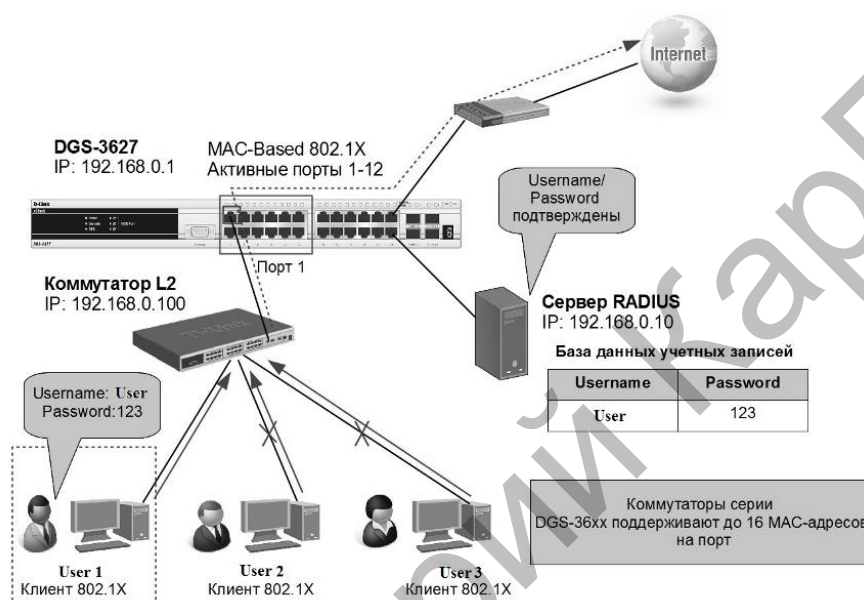 Internet
DGS-3627
IP: 192.168.0.1
MAC-Based 802.1X
Активные порты 1-12
Username/
Password
подтверждены
D-Link
Порт 1
Коммутатор L2
IP: 192.168.0.100
Сервер RADIUS
IP: 192.168.0.10
База данных учетных записей
Username Password
User 123
Username: User
Password:123
Коммутаторы серии
DGS-36xx поддерживают до 16 MAC-адресов
на порт
User 1
Клиент 802.1X
User 2
Клиент 802.1X
User 3
Клиент 802.1X